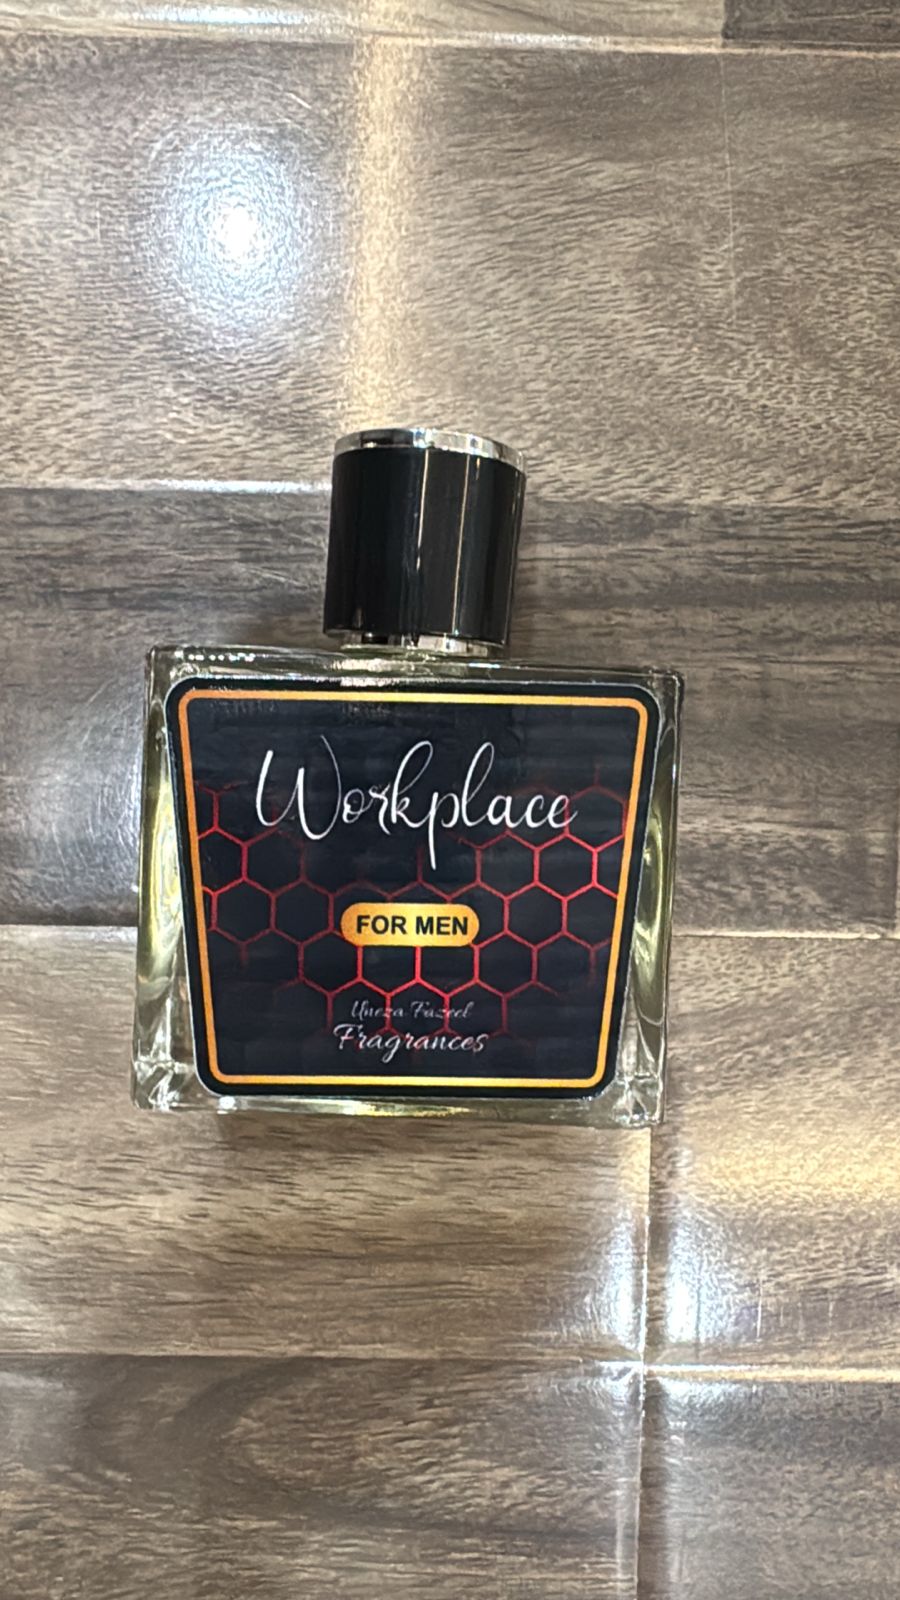 Workplace
FOR MEN
Uneza Fazeel
Fragrances